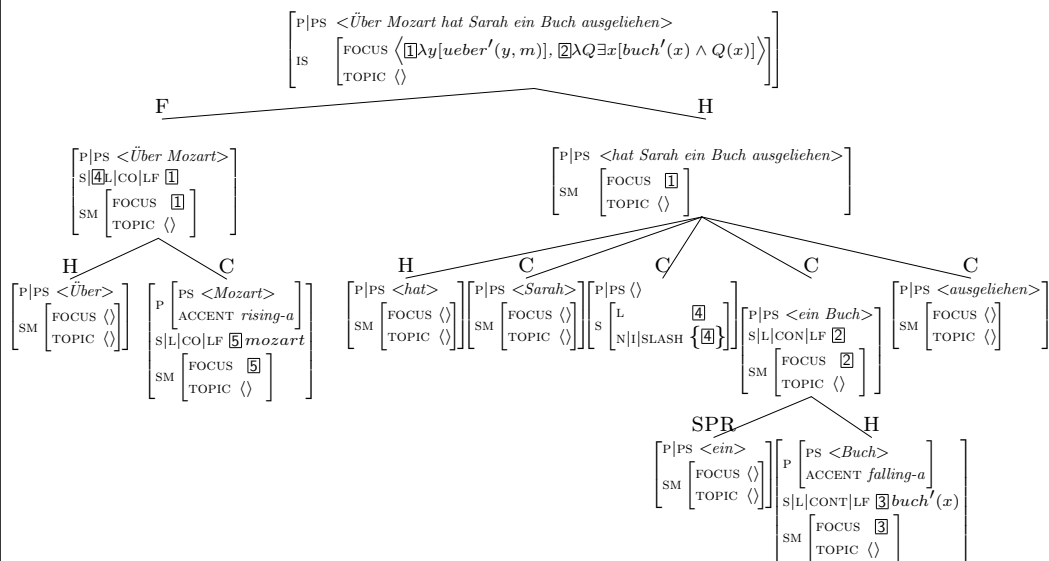 P|PS <Über Mozart hat Sarah ein Buch ausgeliehen>
IS FOCUS ⟨[1]λy[ueber′(y, m)], [2]λQ∃x[buch′(x) ∧ Q(x)]⟩
TOPIC ⟨⟩
F H
P|PS <Über Mozart>
S|[4]L|CO|LF [1]
SM FOCUS [1]
TOPIC ⟨⟩
P|PS <hat Sarah ein Buch ausgeliehen>
SM FOCUS [1]
TOPIC ⟨⟩
H C
P|PS <Über>
SM FOCUS ⟨⟩
TOPIC ⟨⟩
P PS <Mozart>
ACCENT rising-a
S|L|CO|LF [5] mozart
SM FOCUS [5]
TOPIC ⟨⟩
H C C C C
P|PS <hat>
SM FOCUS ⟨⟩
TOPIC ⟨⟩
P|PS <Sarah>
SM FOCUS ⟨⟩
TOPIC ⟨⟩
P|PS ⟨⟩
S L [4]
N|I|SLASH {[4]}
P|PS <ein Buch>
S|L|CON|LF [2]
SM FOCUS [2]
TOPIC ⟨⟩
P|PS <ausgeliehen>
SM FOCUS ⟨⟩
TOPIC ⟨⟩
SPR H
P|PS <ein>
SM FOCUS ⟨⟩
TOPIC ⟨⟩
P PS <Buch>
ACCENT falling-a
S|L|CONT|LF [3] buch′(x)
SM FOCUS [3]
TOPIC ⟨⟩